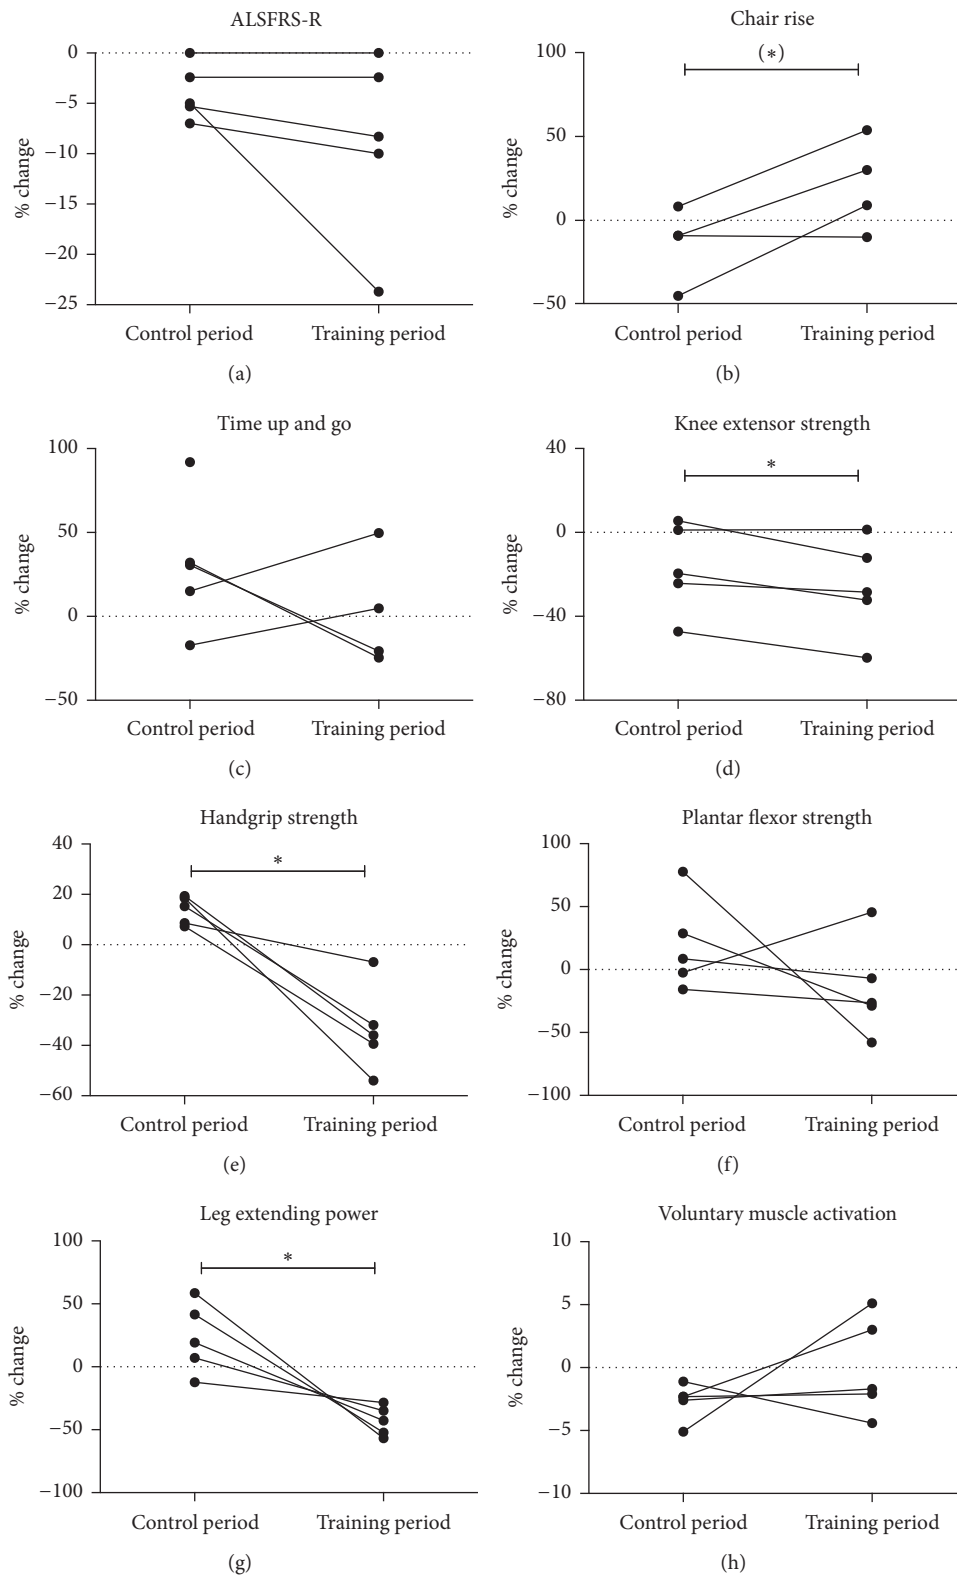 ALSFRS-R
0
−5
−10
−15
−20
−25
% change
Control period
Training period
(a)
Chair rise
(∗)
100
50
0
−50
% change
Control period
Training period
(b)
Time up and go
100
50
0
−50
% change
Control period
Training period
(c)
Knee extensor strength
∗
40
0
−40
−80
% change
Control period
Training period
(d)
Handgrip strength
∗
40
20
0
−20
−40
−60
% change
Control period
Training period
(e)
Plantar flexor strength
100
50
0
−50
−100
% change
Control period
Training period
(f)
Leg extending power
∗
100
50
0
−50
−100
% change
Control period
Training period
(g)
Voluntary muscle activation
10
5
0
−5
−10
% change
Control period
Training period
(h)